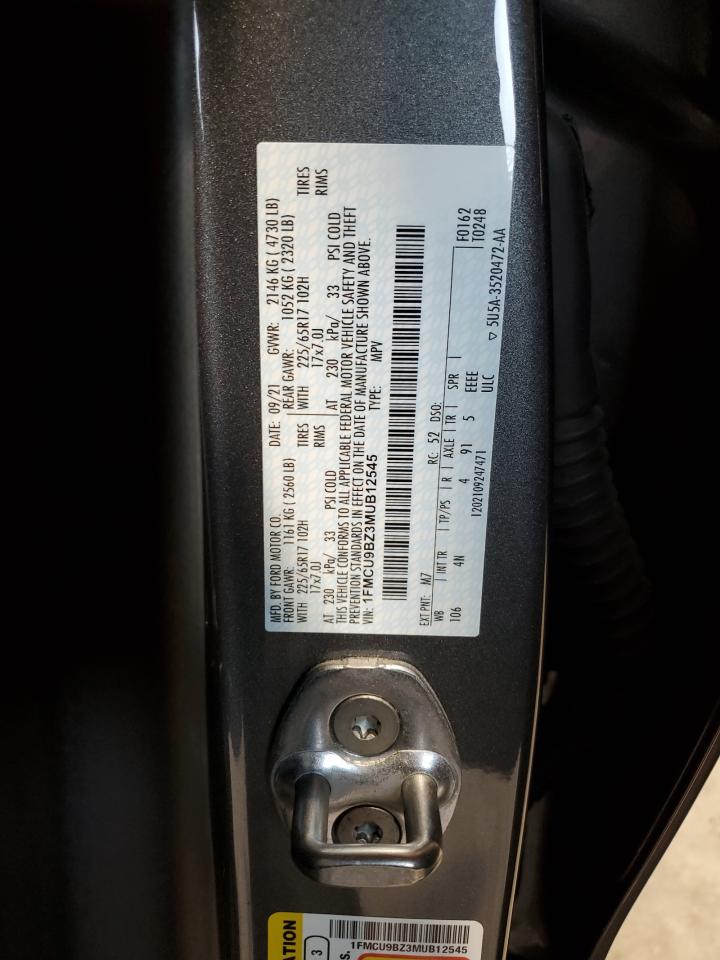 MFD. BY FORD MOTOR CO. DATE: 09/21 GVWR: 2146 KG ( 4730 LB)
FRONT GAWR: 1161 KG ( 2560 LB) REAR GAWR: 1052 KG ( 2320 LB)
WITH 225/65R17 102H TIRES WITH 225/65R17 102H TIRES
17x7.0J RIMS 17x7.0J RIMS
AT 230 kPa/ 33 PSI COLD AT 230 kPa/ 33 PSI COLD
THIS VEHICLE CONFORMS TO ALL APPLICABLE FEDERAL MOTOR VEHICLE SAFETY AND THEFT
PREVENTION STANDARDS IN EFFECT ON THE DATE OF MANUFACTURE SHOWN ABOVE.
VIN: 1FMCU9BZ3MUB12545 TYPE: MPV
EXT PNT: M7 RC: 52 DSO:
WB INT TR TP/PS R AXLE TR SPR F0162
106 4N 4 91 5 EEEE T0248
1202109247471 ULC ▽ 5U5A-3520472-AA
ATION
3
S.
1FMCU9BZ3MUB12545